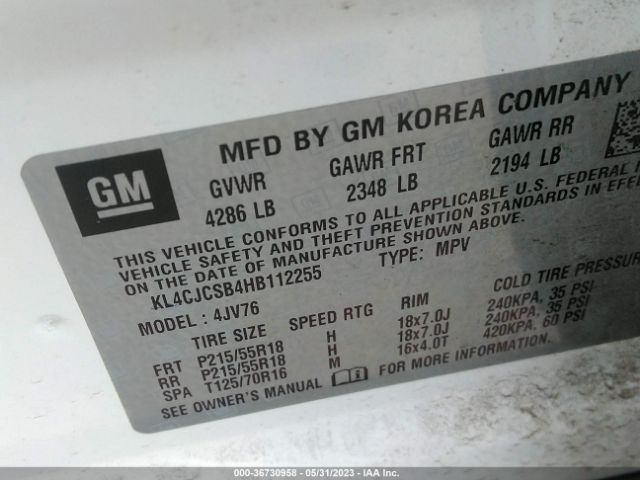 MFD BY GM KOREA COMPANY
GM
GVWR GAWR FRT GAWR RR
4286 LB 2348 LB 2194 LB
THIS VEHICLE CONFORMS TO ALL APPLICABLE U.S. FEDERAL
VEHICLE SAFETY AND THEFT PREVENTION STANDARDS IN EFFE
ON THE DATE OF MANUFACTURE SHOWN ABOVE.
KL4CJCSB4HB112255 TYPE: MPV
MODEL : 4JV76
TIRE SIZE SPEED RTG RIM COLD TIRE PRESSUR
FRT P215/55R18 H 18x7.0J 240KPA, 35 PSI
RR P215/55R18 H 18x7.0J 240KPA, 35 PSI
SPA T125/70R16 M 16x4.0T 420KPA, 60 PSI
SEE OWNER'S MANUAL FOR MORE INFORMATION
000-36730958 - 05/31/2023 - IAA Inc.